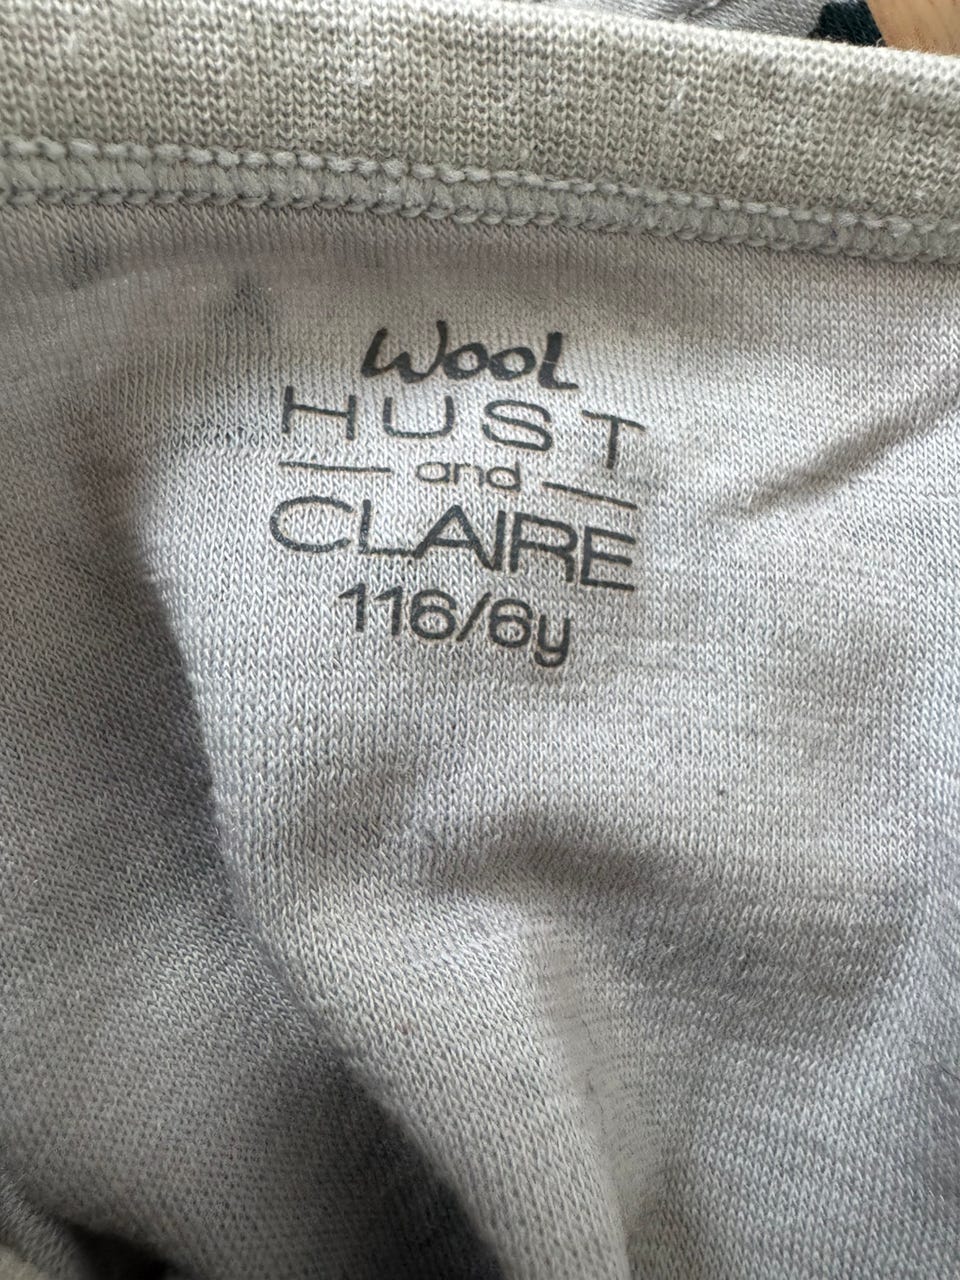 Wool
HUST
and
CLAIRE
116/6y